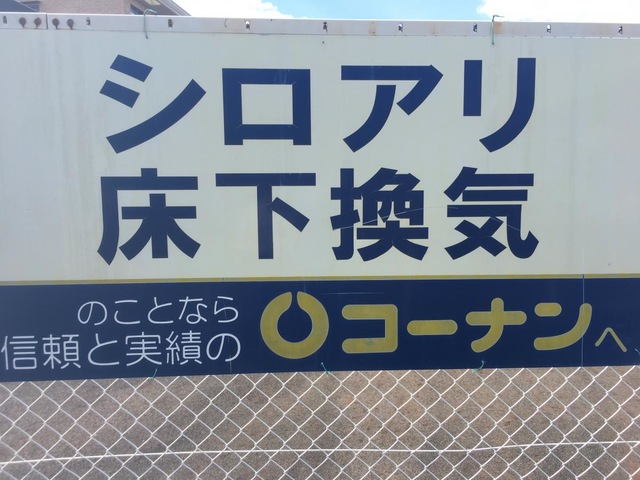 シロアリ
床下換気
のことなら
信頼と実績の
コーナンへ